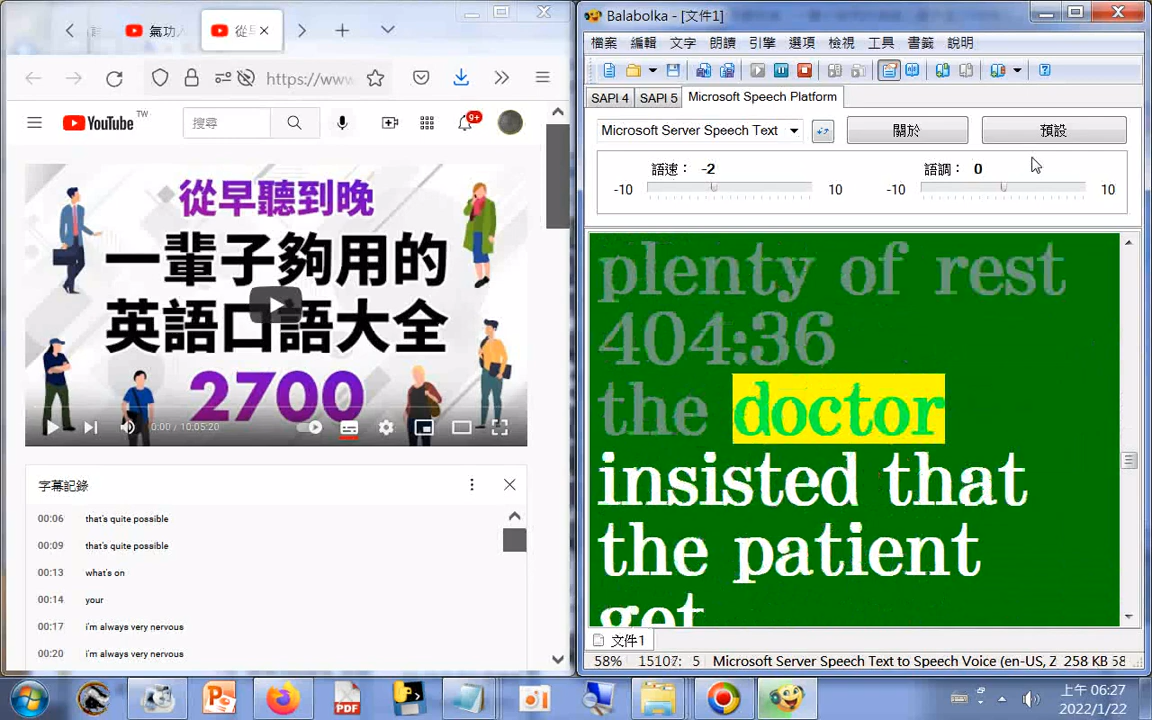 氣功
從
https://www
YouTube TW
搜尋
9+
從早聽到晚
一輩子夠用的
英語口語大全
2700
0:00 / 10:05:20
字幕記錄
00:06 that's quite possible
00:09 that's quite possible
00:13 what's on
00:14 your
00:17 i'm always very nervous
00:20 i'm always very nervous
Balabolka - [文件1]
檔案 編輯 文字 朗讀 引擎 選項 檢視 工具 書籤 說明
SAPI 4 SAPI 5 Microsoft Speech Platform
Microsoft Server Speech Text 關於 預設
語速： -2 語調： 0
-10 10 -10 10
plenty of rest
404:36
the doctor
insisted that
the patient
get
文件1
58% 15107: 5 Microsoft Server Speech Text to Speech Voice (en-US, Z 258 KB 58
PDF
上午 06:27
2022/1/22